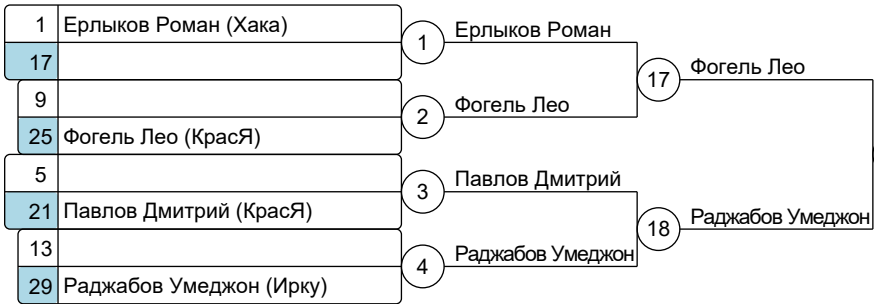 1 Ерлыков Роман (Хака)
17
9
25 Фогель Лео (КрасЯ)
5
21 Павлов Дмитрий (КрасЯ)
13
29 Раджабов Умеджон (Ирку)
1 Ерлыков Роман
2 Фогель Лео
3 Павлов Дмитрий
4 Раджабов Умеджон
17 Фогель Лео
18 Раджабов Умеджон